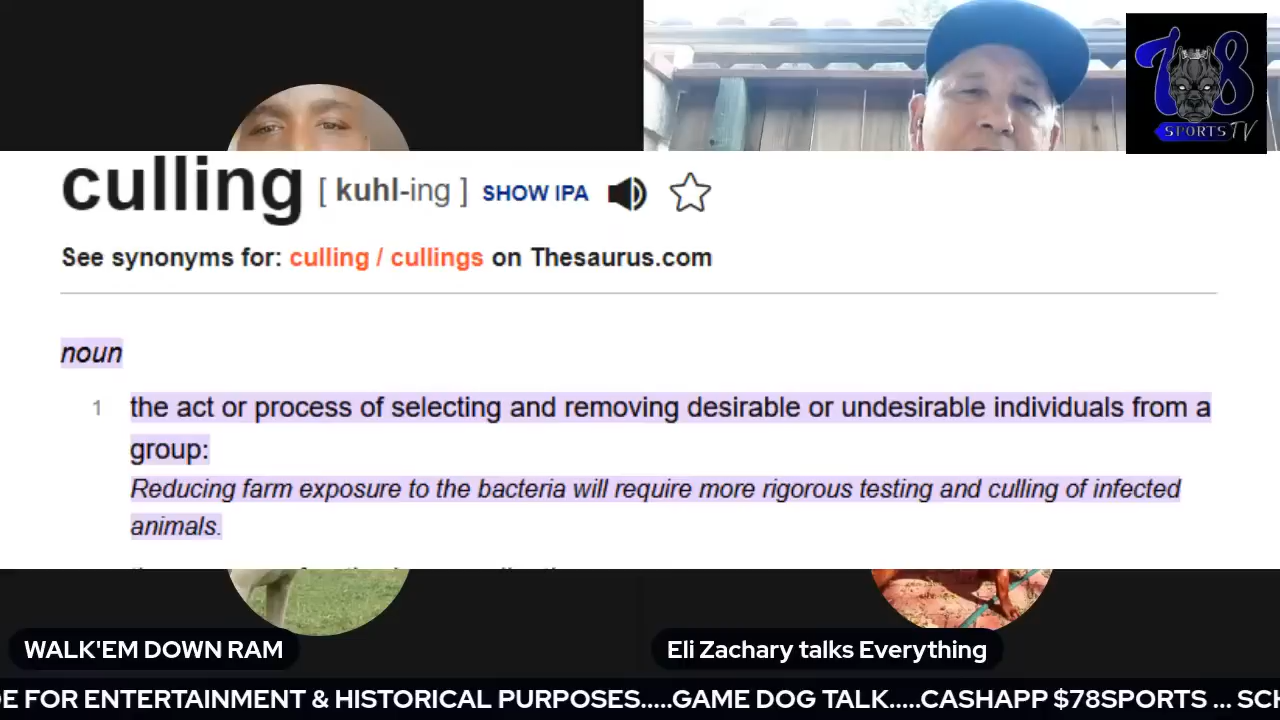 78
SPORTS TV
culling [ kuhl-ing ] SHOW IPA
See synonyms for: culling / cullings on Thesaurus.com
noun
1 the act or process of selecting and removing desirable or undesirable individuals from a
group:
Reducing farm exposure to the bacteria will require more rigorous testing and culling of infected
animals.
WALK'EM DOWN RAM
Eli Zachary talks Everything
FOR ENTERTAINMENT & HISTORICAL PURPOSES.....GAME DOG TALK.....CASHAPP $78SPORTS ...